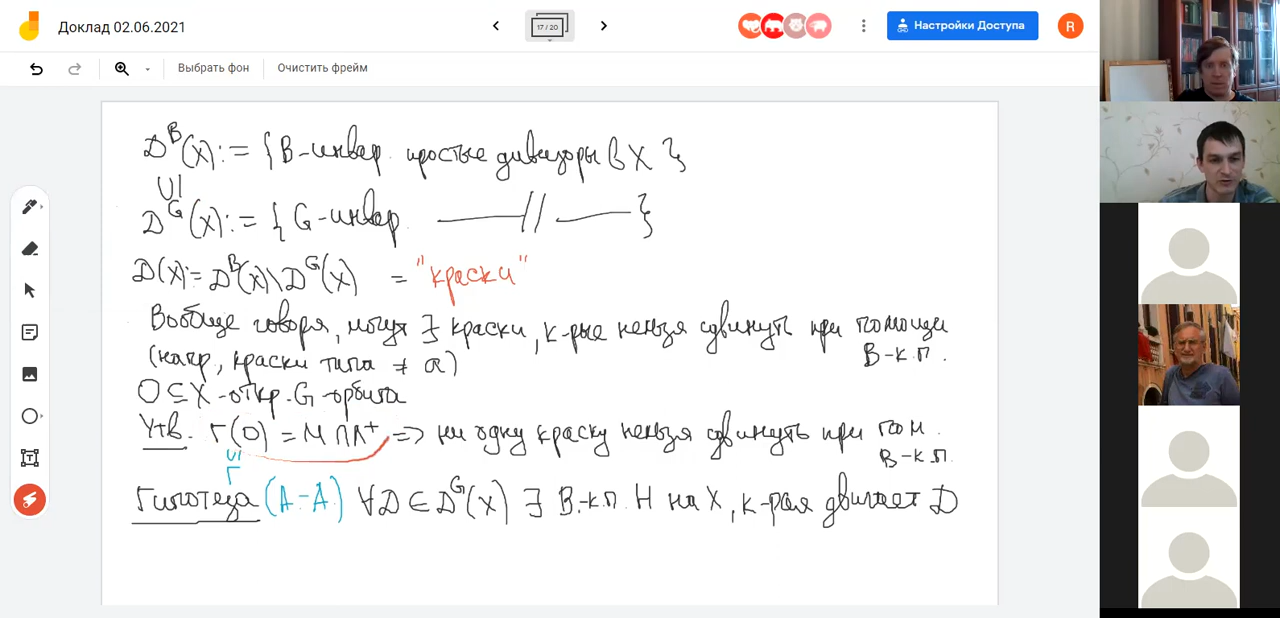 Доклад 02.06.2021
17 / 20
Настройки Доступа
R
Выбрать фон
Очистить фрейм
D^B(X) := {B-инвар. простые дивизоры в X}
∪|
D^G(X) := {G-инвар. —//—}
D(X) := D^B(X) \ D^G(X) = "краски"
Вообще говоря, могут ∃ краски, к-рые нельзя сдвинуть при помощи
B-к.п.
(напр., краски типа ≠ a)
O ⊆ X - откр. G-орбита
Утв. Γ(O) = M ∩ Λ⁺ => ни одну краску нельзя сдвинуть при пом.
B-к.п.
∪|
Γ
Гипотеза (А.-А.) ∀D ∈ D^G(X) ∃ B-к.п. H на X, к-рая двигает D